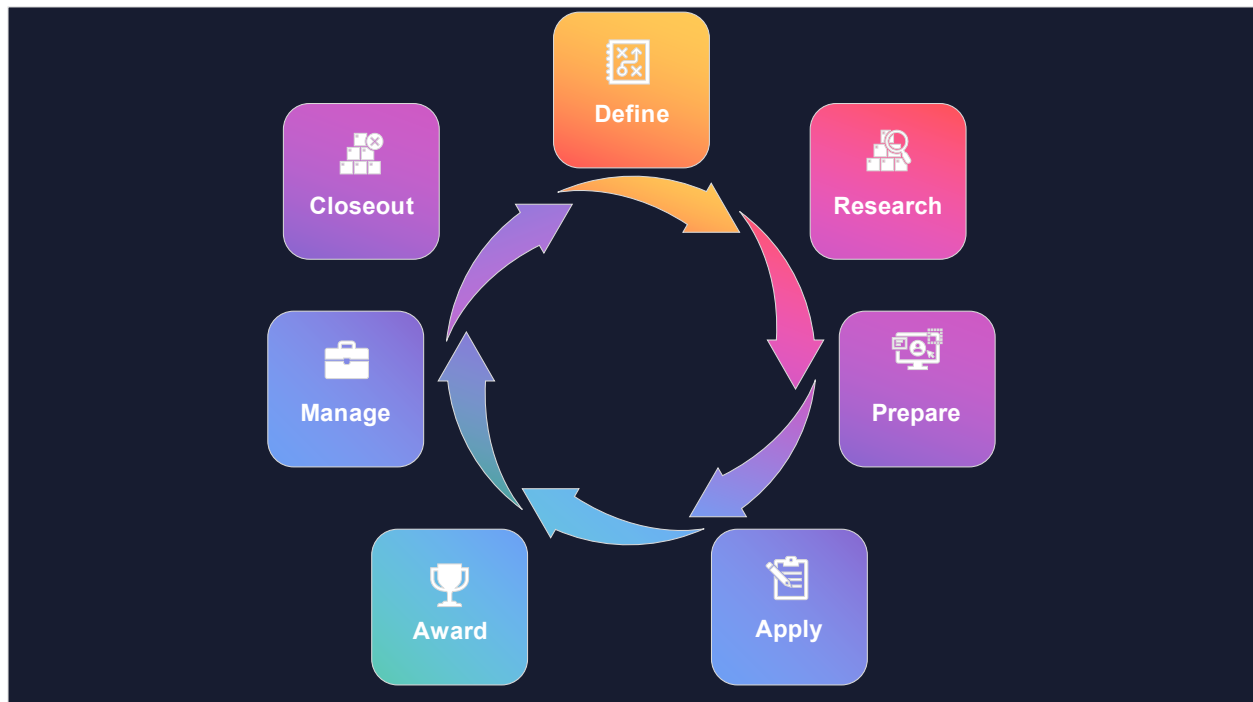 Define
Research
Prepare
Apply
Award
Manage
Closeout